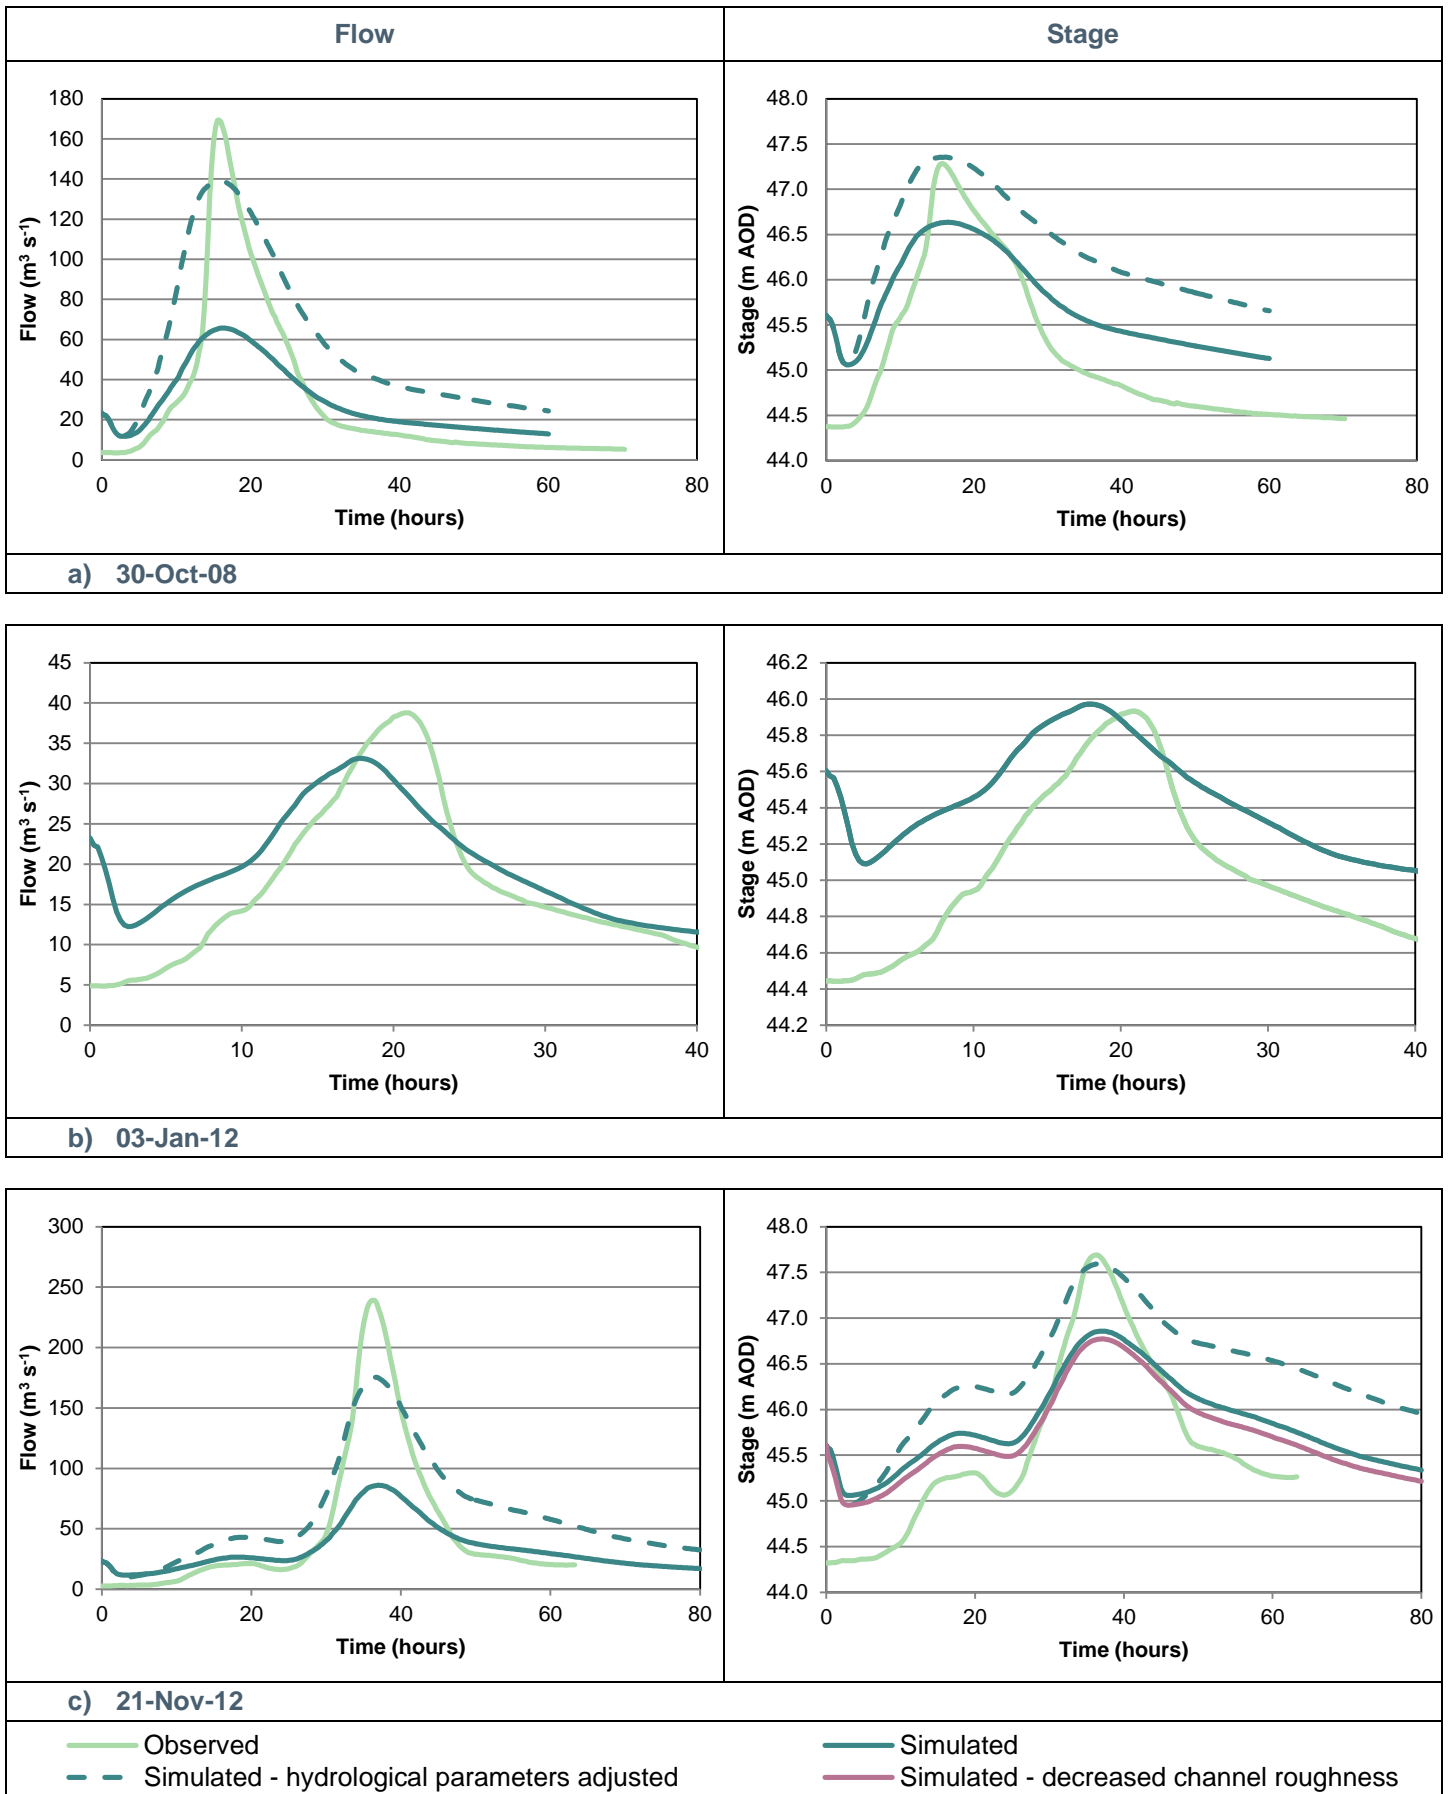 Flow
Stage
180
160
140
120
100
80
60
40
20
0
Flow (m³ s⁻¹)
0 20 40 60 80
Time (hours)
48.0
47.5
47.0
46.5
46.0
45.5
45.0
44.5
44.0
Stage (m AOD)
0 20 40 60 80
Time (hours)
a) 30-Oct-08
45
40
35
30
25
20
15
10
5
0
Flow (m³ s⁻¹)
0 10 20 30 40
Time (hours)
46.2
46.0
45.8
45.6
45.4
45.2
45.0
44.8
44.6
44.4
44.2
Stage (m AOD)
0 10 20 30 40
Time (hours)
b) 03-Jan-12
300
250
200
150
100
50
0
Flow (m³ s⁻¹)
0 20 40 60 80
Time (hours)
48.0
47.5
47.0
46.5
46.0
45.5
45.0
44.5
44.0
Stage (m AOD)
0 20 40 60 80
Time (hours)
c) 21-Nov-12
Observed
Simulated
Simulated - hydrological parameters adjusted
Simulated - decreased channel roughness